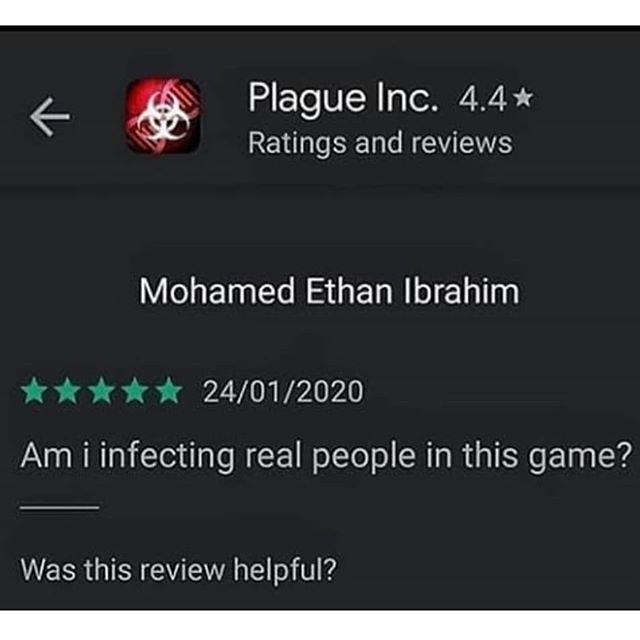 Plague Inc. 4.4★
Ratings and reviews
Mohamed Ethan Ibrahim
★★★★★ 24/01/2020
Am i infecting real people in this game?
Was this review helpful?